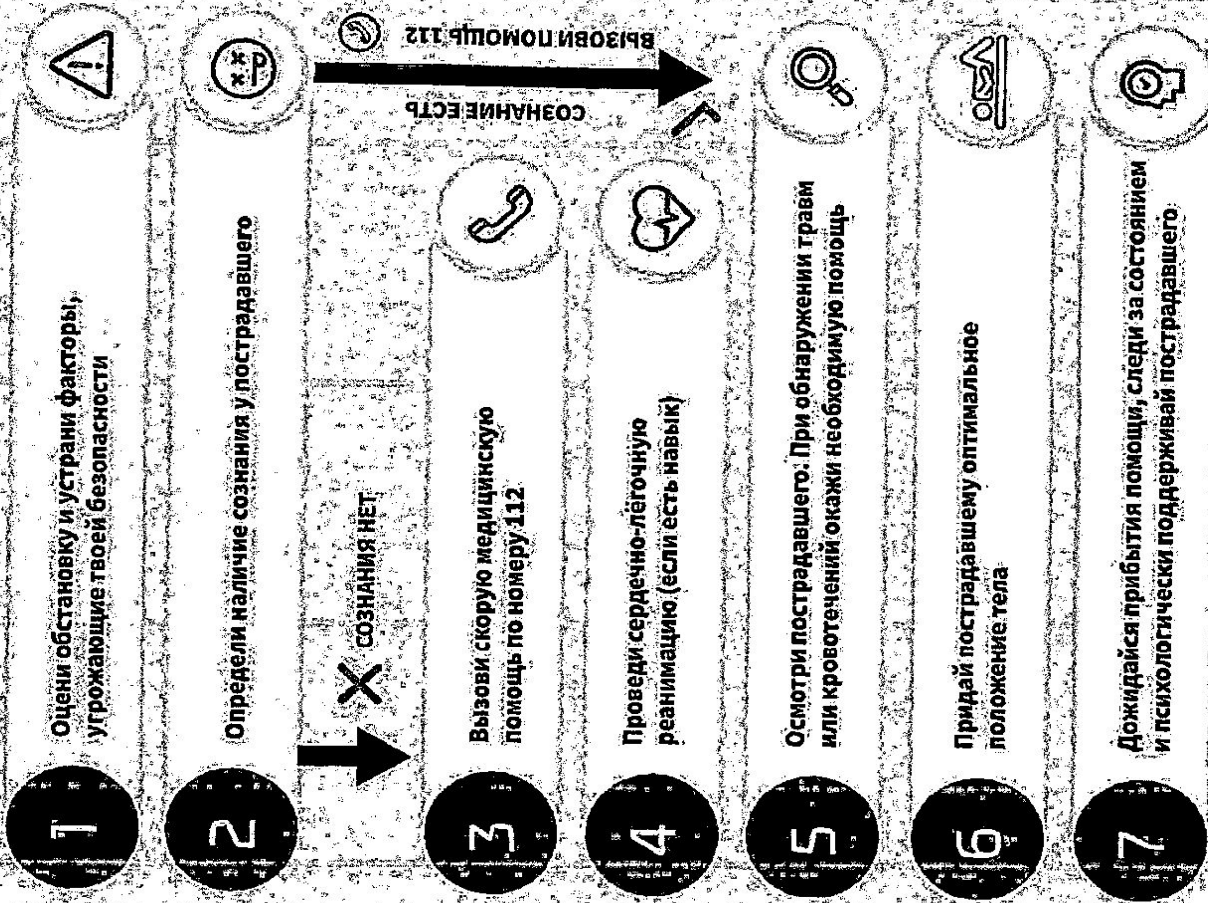 1
Оцени обстановку и устрани факторы,
угрожающие твоей безопасности
2
Определи наличие сознания у пострадавшего
СОЗНАНИЯ НЕТ
СОЗНАНИЕ ЕСТЬ
ВЫЗОВИ ПОМОЩЬ 112
3
Вызови скорую медицинскую
помощь по номеру 112
4
Проведи сердечно-лёгочную
реанимацию (если есть навык)
5
Осмотри пострадавшего. При обнаружении травм
или кровотечений окажи необходимую помощь
6
Придай пострадавшему оптимальное
положение тела
7
Дожидайся прибытия помощи, следи за состоянием
и психологически поддерживай пострадавшего